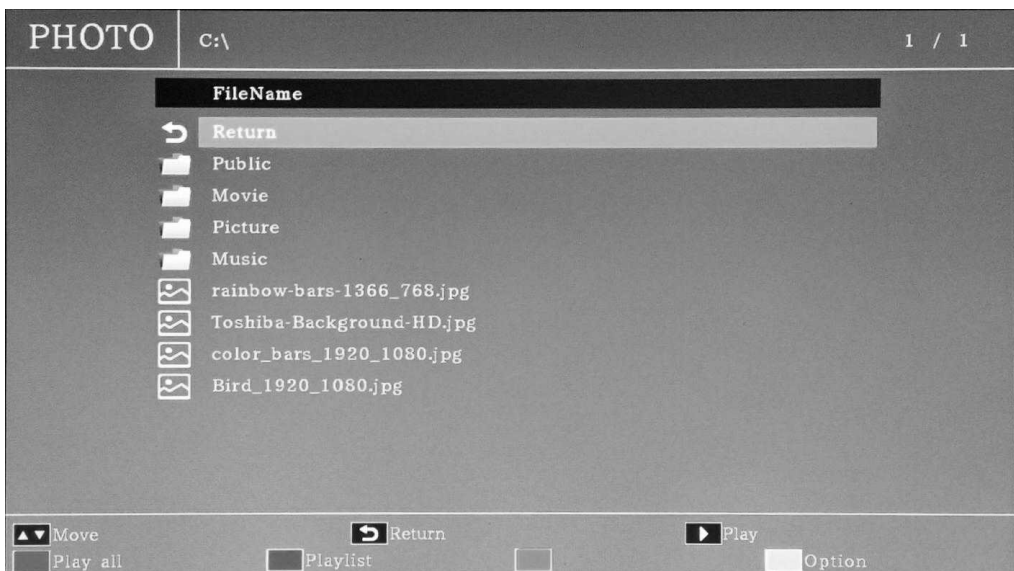 PHOTO C:\ 1 / 1
FileName
Return
Public
Movie
Picture
Music
rainbow-bars-1366_768.jpg
Toshiba-Background-HD.jpg
color_bars_1920_1080.jpg
Bird_1920_1080.jpg
Move Return Play
Play all Playlist Option